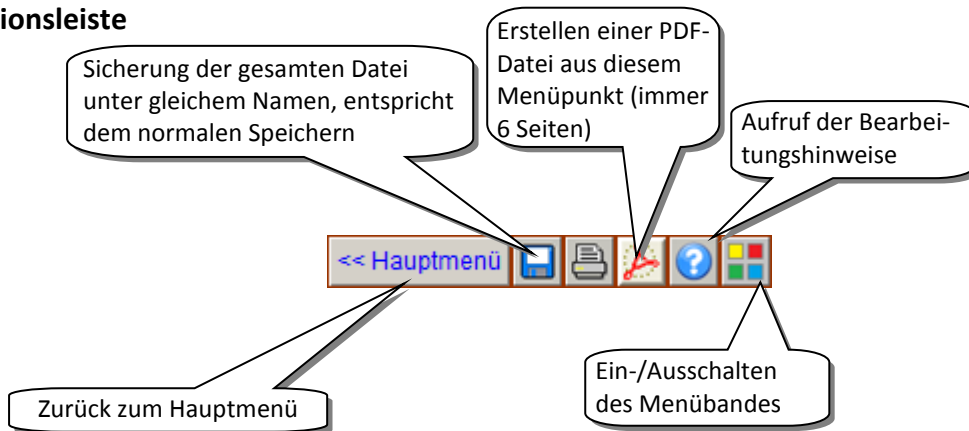 ionsleiste
Sicherung der gesamten Datei
unter gleichem Namen, entspricht
dem normalen Speichern
Erstellen einer PDF-
Datei aus diesem
Menüpunkt (immer
6 Seiten)
Aufruf der Bearbei-
tungshinweise
<< Hauptmenü
Zurück zum Hauptmenü
Ein-/Ausschalten
des Menübandes